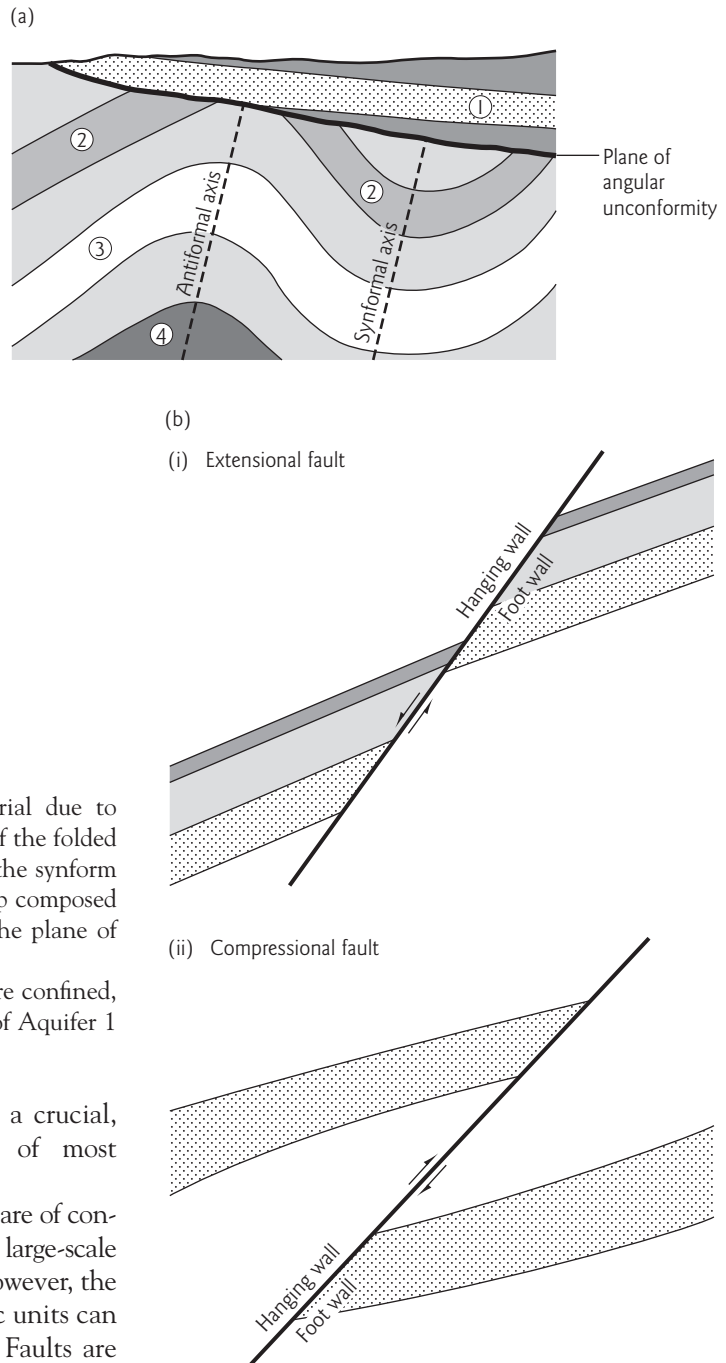 (a)
1
2
2
3
4
Antiformal axis
Synformal axis
Plane of
angular
unconformity
(b)
(i) Extensional fault
Hanging wall
Foot wall
(ii) Compressional fault
Hanging wall
Foot wall
rial due to
f the folded
the synform
p composed
he plane of
re confined,
of Aquifer 1
a crucial,
of most
are of con-
large-scale
owever, the
c units can
Faults are